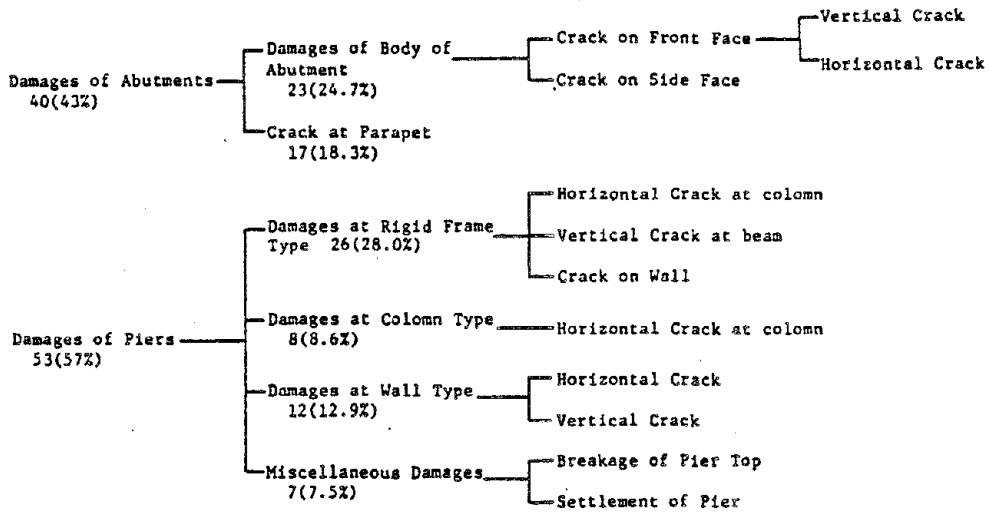 Damages of Abutments
40(43%)
Damages of Body of
Abutment
23(24.7%)
Crack on Front Face
Vertical Crack
Horizontal Crack
Crack on Side Face
Crack at Parapet
17(18.3%)
Damages of Piers
53(57%)
Damages at Rigid Frame
Type 26(28.0%)
Horizontal Crack at colomn
Vertical Crack at beam
Crack on Wall
Damages at Colomn Type
8(8.6%)
Horizontal Crack at colomn
Damages at Wall Type
12(12.9%)
Horizontal Crack
Vertical Crack
Miscellaneous Damages
7(7.5%)
Breakage of Pier Top
Settlement of Pier